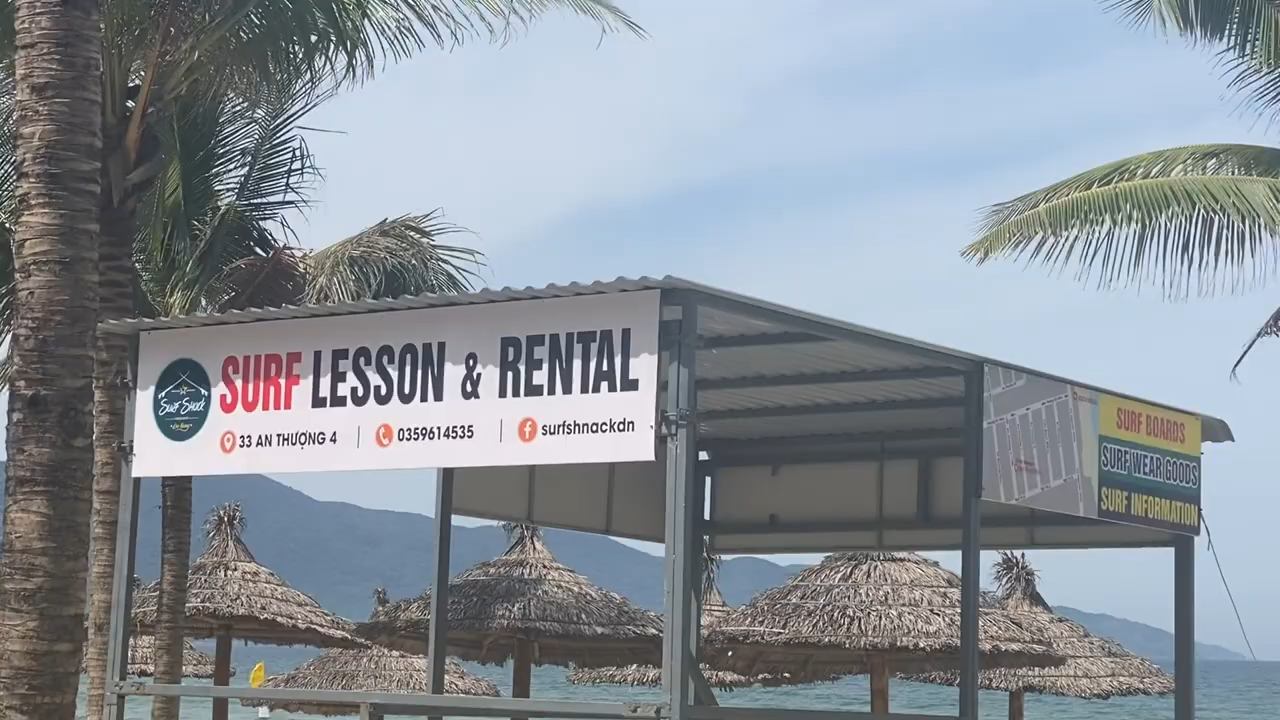 SURF LESSON & RENTAL
SURF SHACK
33 AN THƯỢNG 4
0359614535
surfshnackdn
SURF BOARDS
SURF WEAR GOODS
SURF INFORMATION